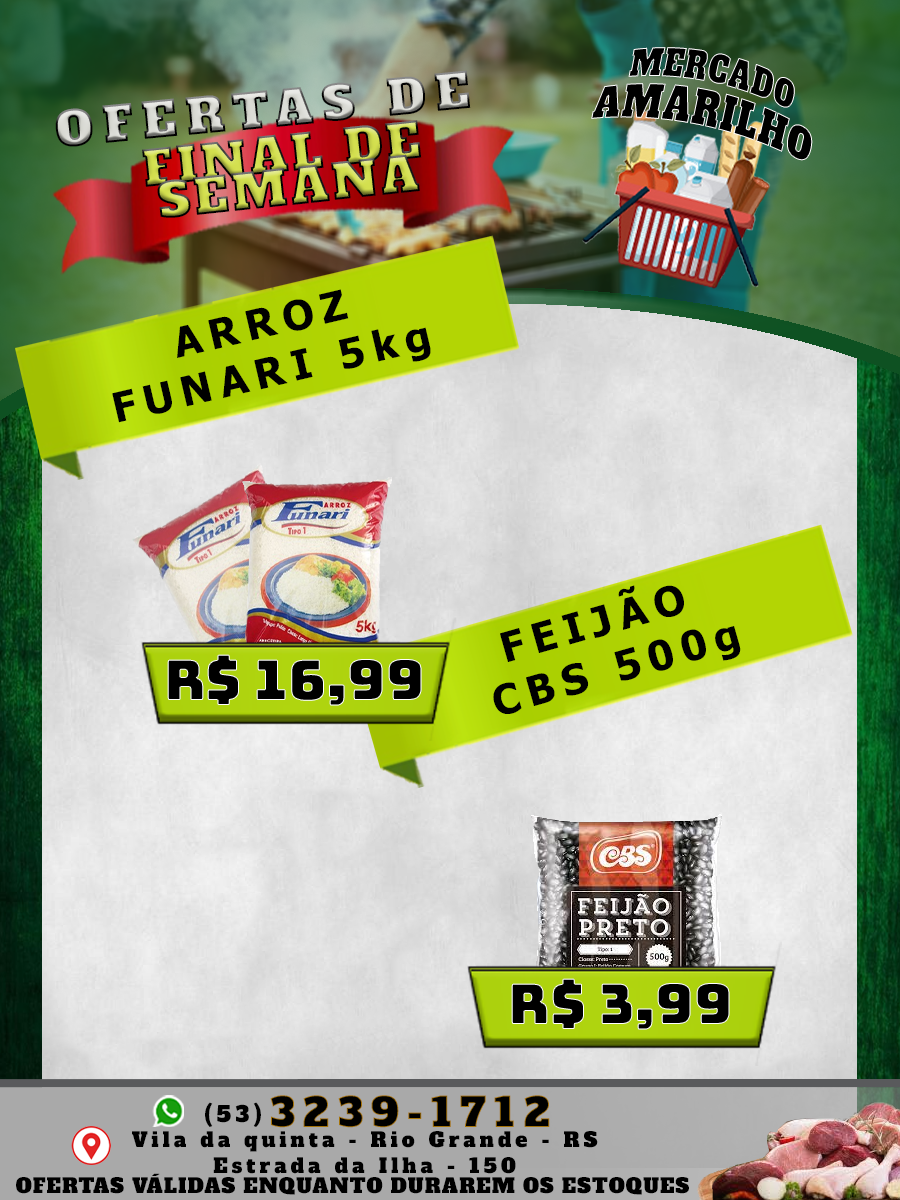 OFERTAS DE
FINAL DE
SEMANA
MERCADO
AMARILHO
ARROZ
FUNARI 5kg
ARROZ
Funari
Tipo 1
ARROZ
Funari
Tipo 1
5kg
R$ 16,99
FEIJÃO
CBS 500g
CBS
FEIJÃO
PRETO
Tipo: 1
Classe: Preto
500g
R$ 3,99
(53) 3239-1712
Vila da quinta - Rio Grande - RS
Estrada da Ilha - 150
OFERTAS VÁLIDAS ENQUANTO DURAREM OS ESTOQUES